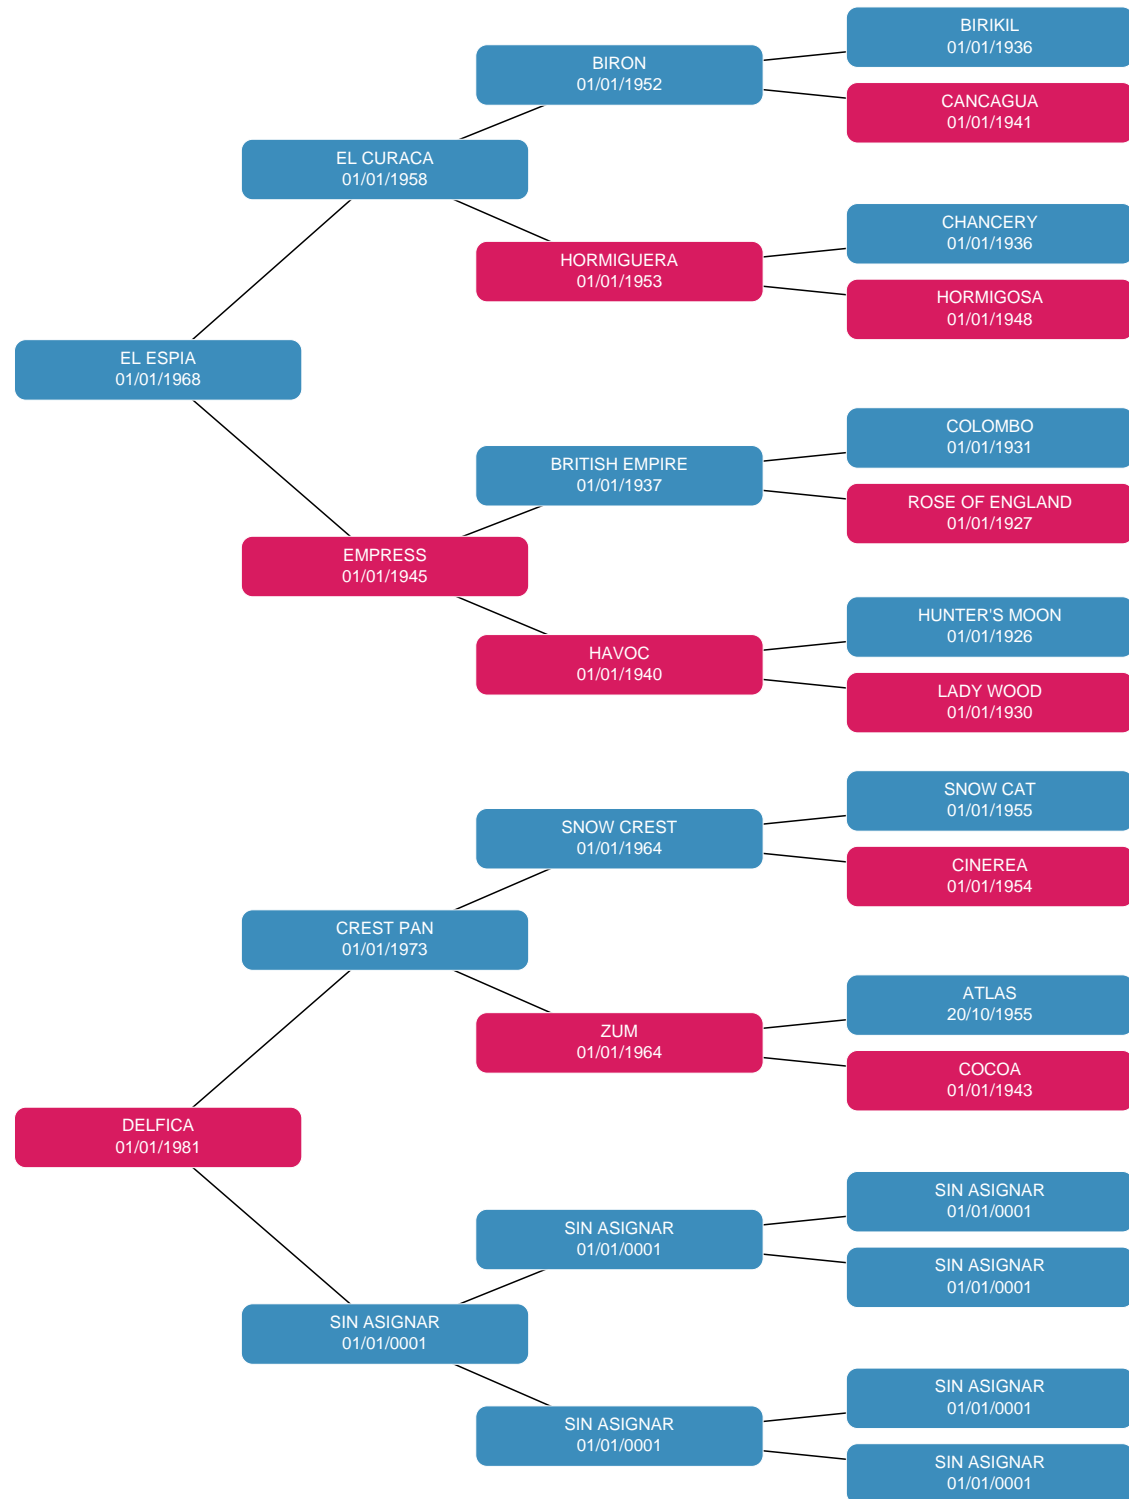 BIRIKIL
01/01/1936
BIRON
01/01/1952
CANCAGUA
01/01/1941
EL CURACA
01/01/1958
CHANCERY
01/01/1936
HORMIGUERA
01/01/1953
HORMIGOSA
01/01/1948
EL ESPIA
01/01/1968
COLOMBO
01/01/1931
BRITISH EMPIRE
01/01/1937
ROSE OF ENGLAND
01/01/1927
EMPRESS
01/01/1945
HUNTER'S MOON
01/01/1926
HAVOC
01/01/1940
LADY WOOD
01/01/1930
SNOW CAT
01/01/1955
SNOW CREST
01/01/1964
CINEREA
01/01/1954
CREST PAN
01/01/1973
ATLAS
20/10/1955
ZUM
01/01/1964
COCOA
01/01/1943
DELFICA
01/01/1981
SIN ASIGNAR
01/01/0001
SIN ASIGNAR
01/01/0001
SIN ASIGNAR
01/01/0001
SIN ASIGNAR
01/01/0001
SIN ASIGNAR
01/01/0001
SIN ASIGNAR
01/01/0001
SIN ASIGNAR
01/01/0001